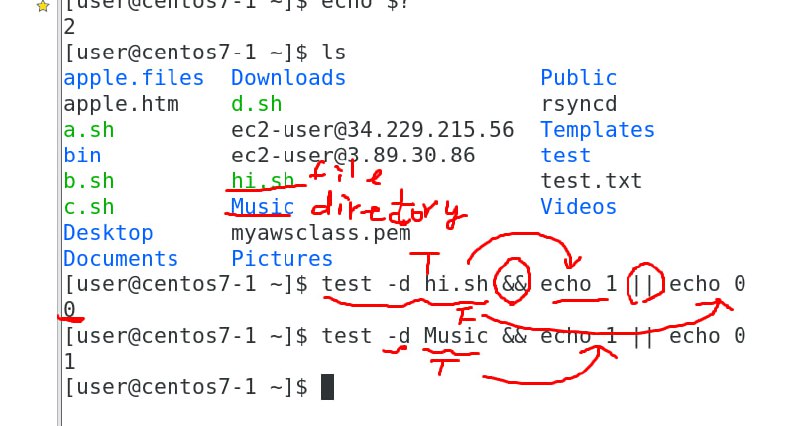 [user@centos7-1 ~]$ echo $?
2
[user@centos7-1 ~]$ ls
apple.files Downloads Public
apple.htm d.sh rsyncd
a.sh ec2-user@34.229.215.56 Templates
bin ec2-user@3.89.30.86 test
b.sh hi.sh file test.txt
c.sh Music directory Videos
Desktop myawsclass.pem
Documents Pictures
T
[user@centos7-1 ~]$ test -d hi.sh && echo 1 || echo 0
0
F
[user@centos7-1 ~]$ test -d Music && echo 1 || echo 0
1
T
[user@centos7-1 ~]$